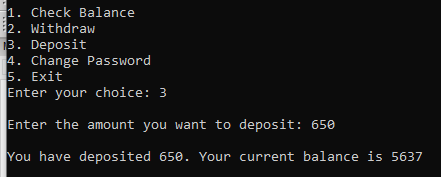 1. Check Balance
2. Withdraw
3. Deposit
4. Change Password
5. Exit
Enter your choice: 3
Enter the amount you want to deposit: 650
You have deposited 650. Your current balance is 5637